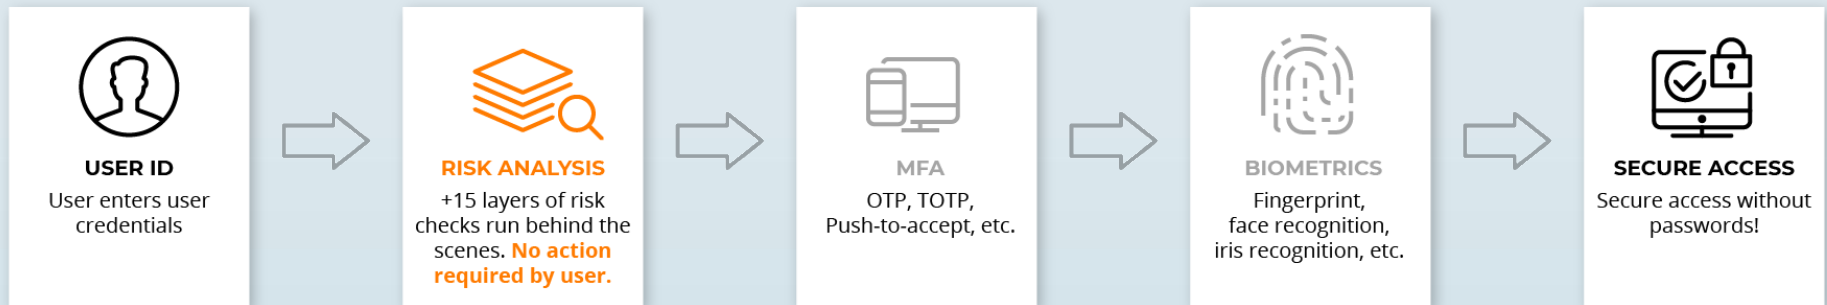 USER ID
User enters user
credentials
RISK ANALYSIS
+15 layers of risk
checks run behind the
scenes. No action
required by user.
MFA
OTP, TOTP,
Push-to-accept, etc.
BIOMETRICS
Fingerprint,
face recognition,
iris recognition, etc.
SECURE ACCESS
Secure access without
passwords!